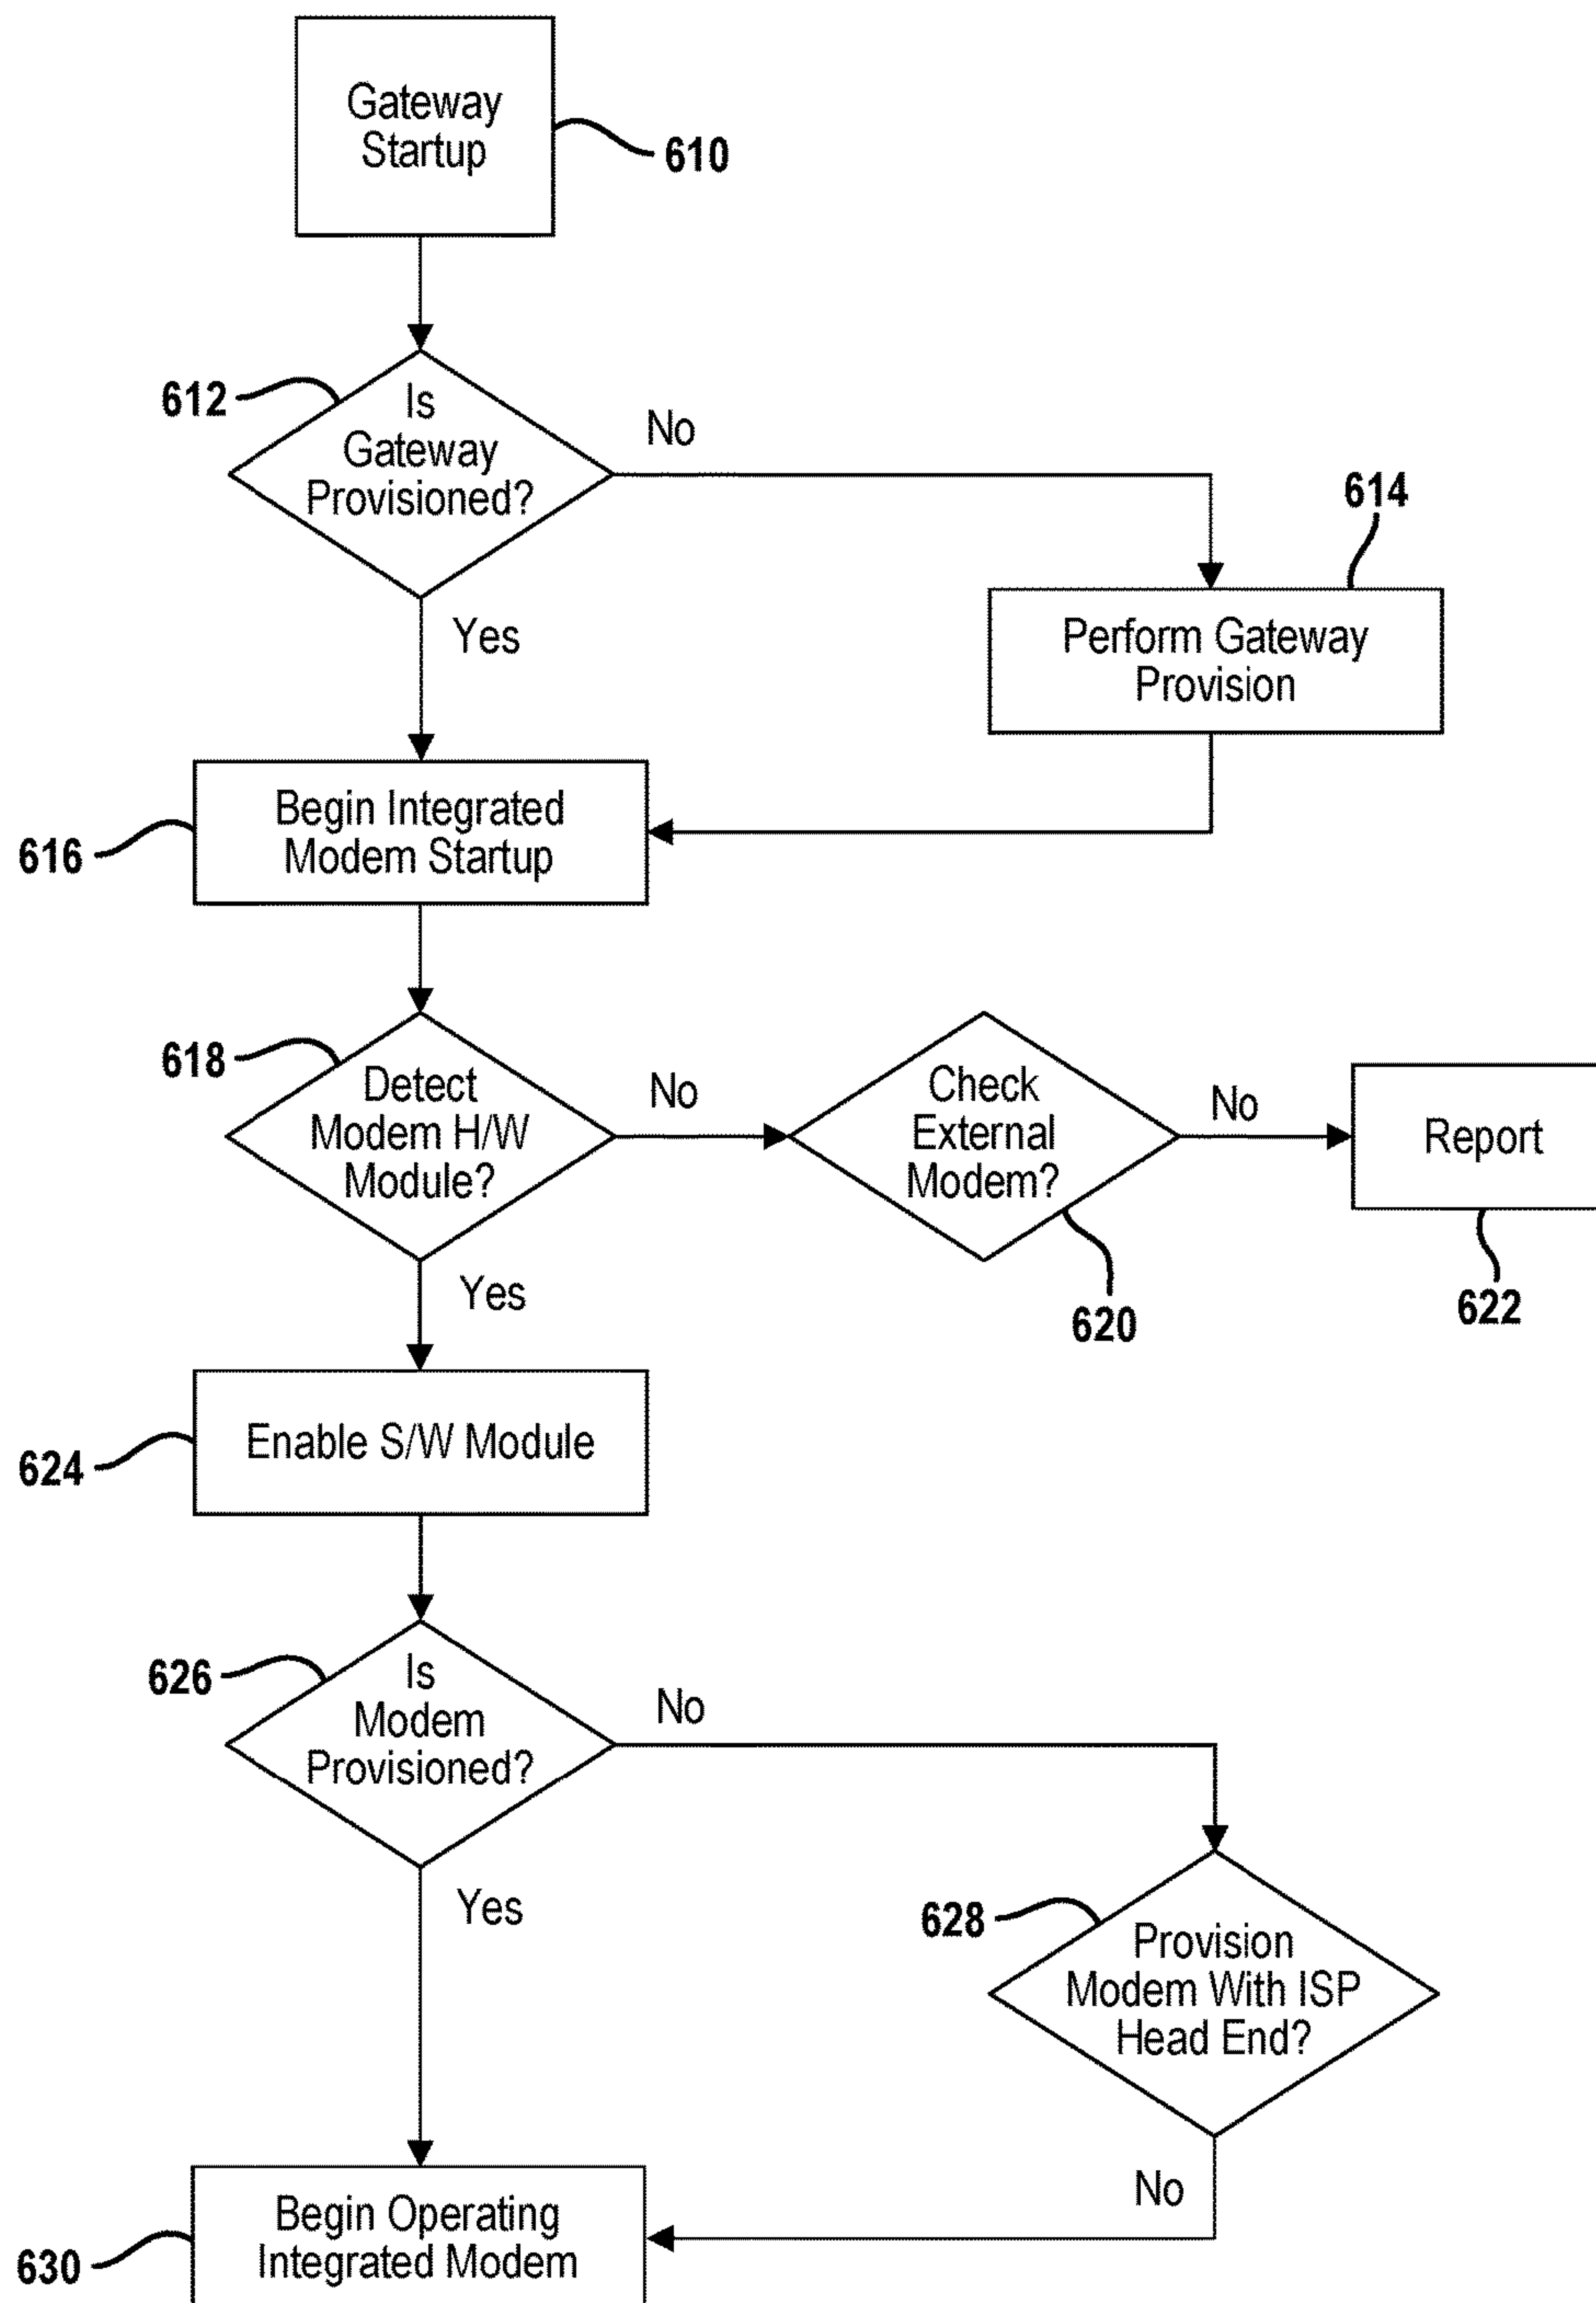 Gateway
Startup
610
612
Is
Gateway
Provisioned?
No
614
Yes
Perform Gateway
Provision
616
Begin Integrated
Modem Startup
618
Detect
Modem H/W
Module?
No
Check
External
Modem?
No
Report
620
622
Yes
624
Enable S/W Module
626
Is
Modem
Provisioned?
No
Yes
628
Provision
Modem With ISP
Head End?
No
630
Begin Operating
Integrated Modem